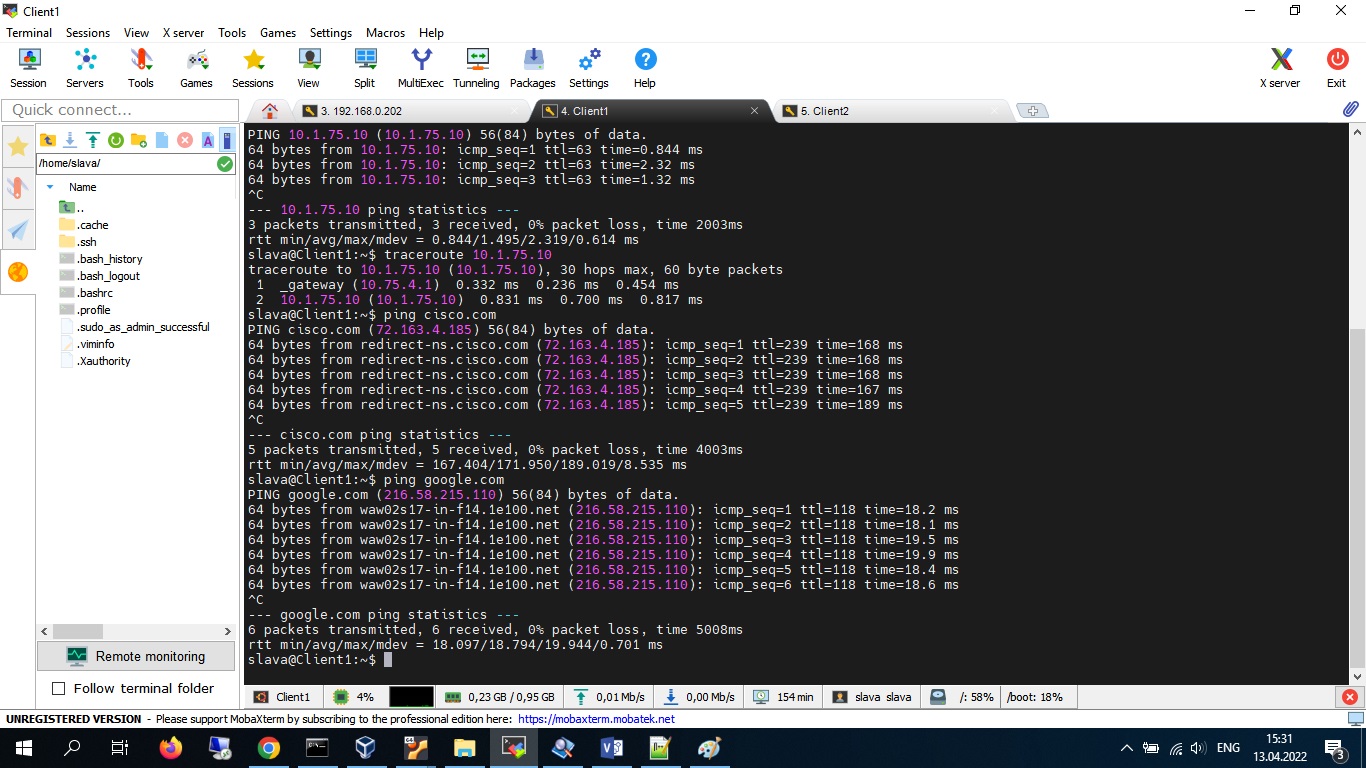 Client1
Terminal Sessions View X server Tools Games Settings Macros Help
Session Servers Tools Games Sessions View Split MultiExec Tunneling Packages Settings Help X server Exit
Quick connect...
3. 192.168.0.202
4. Client1
5. Client2
/home/slava/
Name
..
.cache
.ssh
.bash_history
.bash_logout
.bashrc
.profile
.sudo_as_admin_successful
.viminfo
.Xauthority
Remote monitoring
Follow terminal folder
PING 10.1.75.10 (10.1.75.10) 56(84) bytes of data.
64 bytes from 10.1.75.10: icmp_seq=1 ttl=63 time=0.844 ms
64 bytes from 10.1.75.10: icmp_seq=2 ttl=63 time=2.32 ms
64 bytes from 10.1.75.10: icmp_seq=3 ttl=63 time=1.32 ms
^C
--- 10.1.75.10 ping statistics ---
3 packets transmitted, 3 received, 0% packet loss, time 2003ms
rtt min/avg/max/mdev = 0.844/1.495/2.319/0.614 ms
slava@Client1:~$ traceroute 10.1.75.10
traceroute to 10.1.75.10 (10.1.75.10), 30 hops max, 60 byte packets
1 _gateway (10.75.4.1) 0.332 ms 0.236 ms 0.454 ms
2 10.1.75.10 (10.1.75.10) 0.831 ms 0.700 ms 0.817 ms
slava@Client1:~$ ping cisco.com
PING cisco.com (72.163.4.185) 56(84) bytes of data.
64 bytes from redirect-ns.cisco.com (72.163.4.185): icmp_seq=1 ttl=239 time=168 ms
64 bytes from redirect-ns.cisco.com (72.163.4.185): icmp_seq=2 ttl=239 time=168 ms
64 bytes from redirect-ns.cisco.com (72.163.4.185): icmp_seq=3 ttl=239 time=168 ms
64 bytes from redirect-ns.cisco.com (72.163.4.185): icmp_seq=4 ttl=239 time=167 ms
64 bytes from redirect-ns.cisco.com (72.163.4.185): icmp_seq=5 ttl=239 time=189 ms
^C
--- cisco.com ping statistics ---
5 packets transmitted, 5 received, 0% packet loss, time 4003ms
rtt min/avg/max/mdev = 167.404/171.950/189.019/8.535 ms
slava@Client1:~$ ping google.com
PING google.com (216.58.215.110) 56(84) bytes of data.
64 bytes from waw02s17-in-f14.1e100.net (216.58.215.110): icmp_seq=1 ttl=118 time=18.2 ms
64 bytes from waw02s17-in-f14.1e100.net (216.58.215.110): icmp_seq=2 ttl=118 time=18.1 ms
64 bytes from waw02s17-in-f14.1e100.net (216.58.215.110): icmp_seq=3 ttl=118 time=19.5 ms
64 bytes from waw02s17-in-f14.1e100.net (216.58.215.110): icmp_seq=4 ttl=118 time=19.9 ms
64 bytes from waw02s17-in-f14.1e100.net (216.58.215.110): icmp_seq=5 ttl=118 time=18.4 ms
64 bytes from waw02s17-in-f14.1e100.net (216.58.215.110): icmp_seq=6 ttl=118 time=18.6 ms
^C
--- google.com ping statistics ---
6 packets transmitted, 6 received, 0% packet loss, time 5008ms
rtt min/avg/max/mdev = 18.097/18.794/19.944/0.701 ms
slava@Client1:~$
Client1 4% 0,23 GB / 0,95 GB 0,01 Mb/s 0,00 Mb/s 154 min slava slava /: 58% /boot: 18%
UNREGISTERED VERSION - Please support MobaXterm by subscribing to the professional edition here: https://mobaxterm.mobatek.net
ENG
15:31
13.04.2022
3